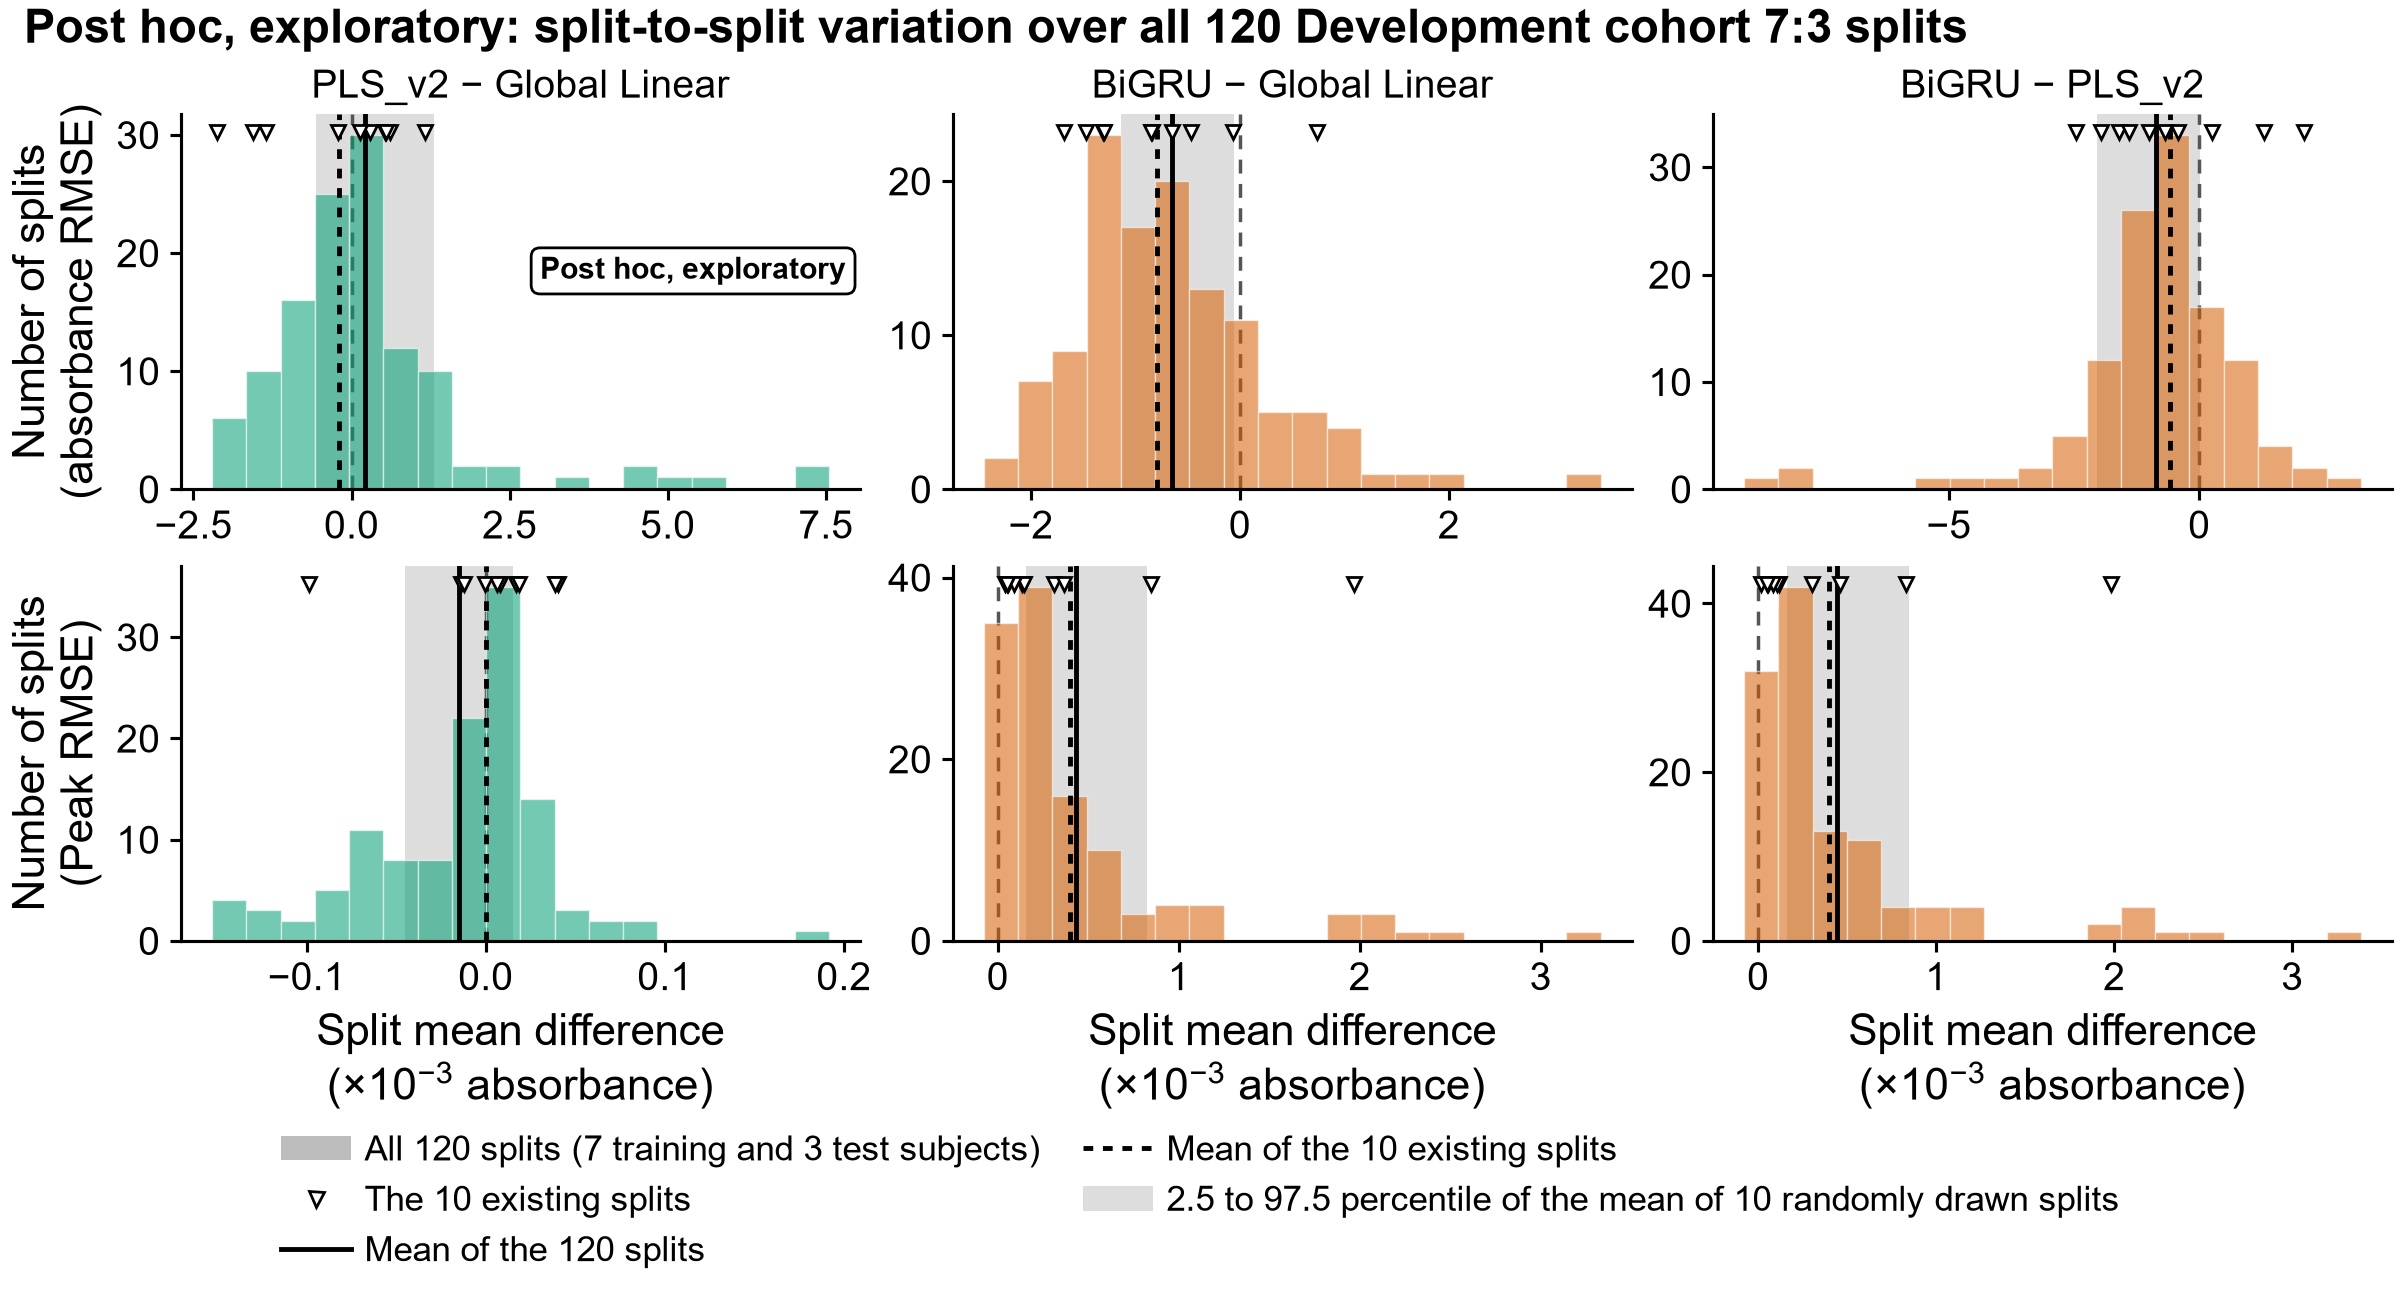 Post hoc, exploratory: split-to-split variation over all 120 Development cohort 7:3 splits
PLS_v2 − Global Linear
BiGRU − Global Linear
BiGRU − PLS_v2
Number of splits
(absorbance RMSE)
30
20
10
0
−2.5
0.0
2.5
5.0
7.5
Post hoc, exploratory
20
10
0
−2
0
2
30
20
10
0
−5
0
Number of splits
(Peak RMSE)
30
20
10
0
−0.1
0.0
0.1
0.2
Split mean difference
(×10⁻³ absorbance)
40
20
0
0
1
2
3
Split mean difference
(×10⁻³ absorbance)
40
20
0
0
1
2
3
Split mean difference
(×10⁻³ absorbance)
All 120 splits (7 training and 3 test subjects)
The 10 existing splits
Mean of the 120 splits
Mean of the 10 existing splits
2.5 to 97.5 percentile of the mean of 10 randomly drawn splits